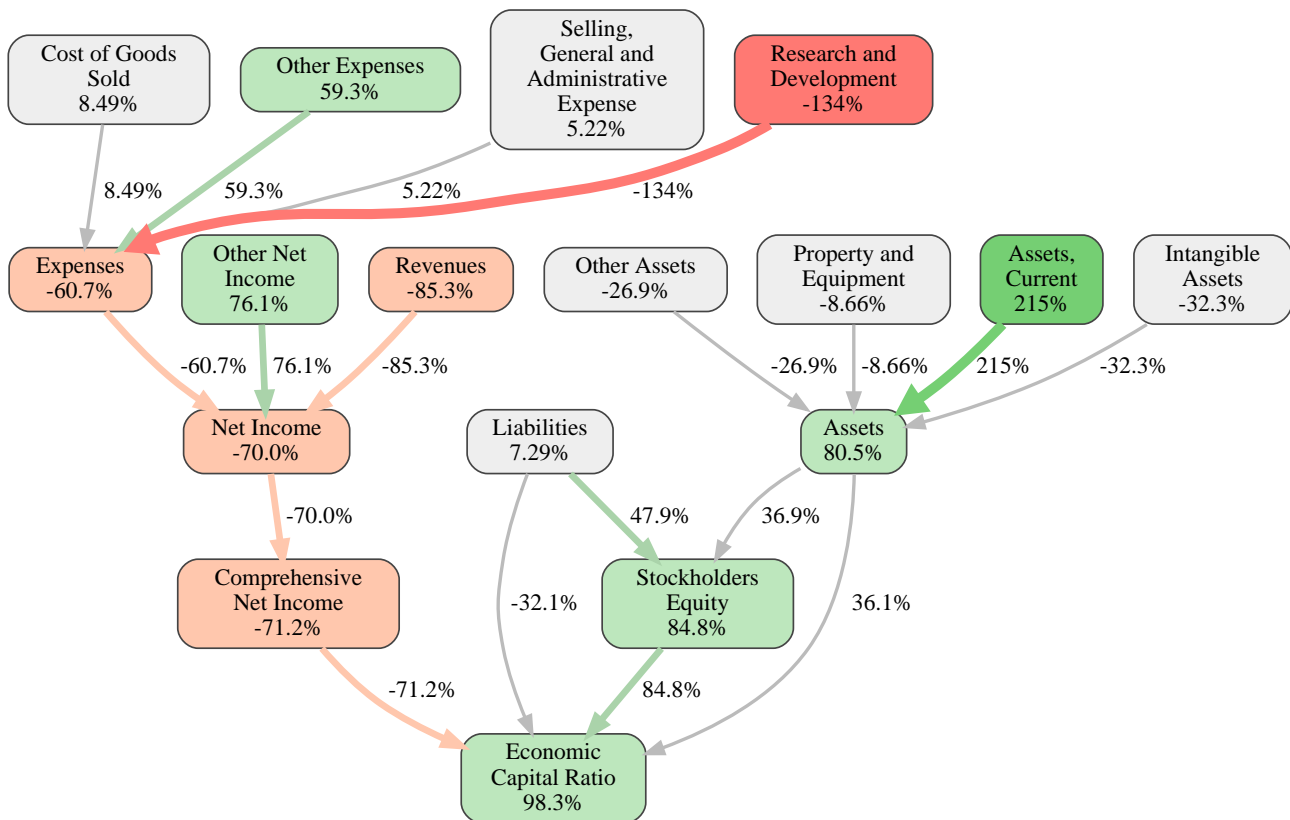 Cost of Goods
Sold
8.49%
Other Expenses
59.3%
Selling,
General and
Administrative
Expense
5.22%
Research and
Development
-134%
8.49%
59.3%
5.22%
-134%
Expenses
-60.7%
Other Net
Income
76.1%
Revenues
-85.3%
Other Assets
-26.9%
Property and
Equipment
-8.66%
Assets,
Current
215%
Intangible
Assets
-32.3%
-60.7%
76.1%
-85.3%
-26.9%
-8.66%
215%
-32.3%
Net Income
-70.0%
Liabilities
7.29%
Assets
80.5%
-70.0%
47.9%
36.9%
Comprehensive
Net Income
-71.2%
-32.1%
Stockholders
Equity
84.8%
36.1%
-71.2%
84.8%
Economic
Capital Ratio
98.3%